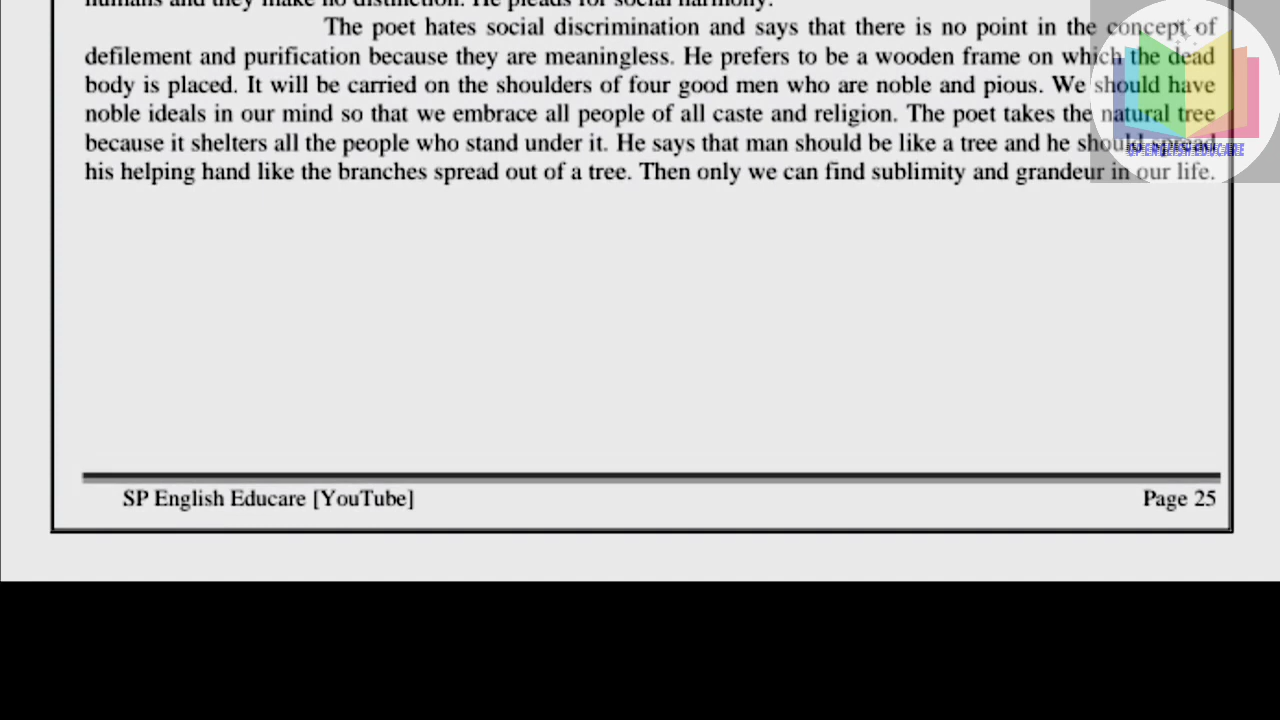 humans and they make no distinction. He pleads for social harmony.
The poet hates social discrimination and says that there is no point in the concept of
defilement and purification because they are meaningless. He prefers to be a wooden frame on which the dead
body is placed. It will be carried on the shoulders of four good men who are noble and pious. We should have
noble ideals in our mind so that we embrace all people of all caste and religion. The poet takes the natural tree
because it shelters all the people who stand under it. He says that man should be like a tree and he should spread
his helping hand like the branches spread out of a tree. Then only we can find sublimity and grandeur in our life.
SP ENGLISH EDUCARE
SP English Educare [YouTube]
Page 25